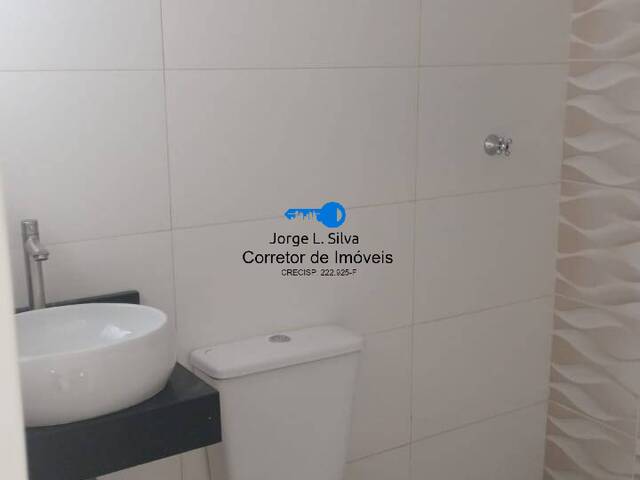 Jorge L. Silva
Corretor de Imóveis
CRECISP: 222.925-F